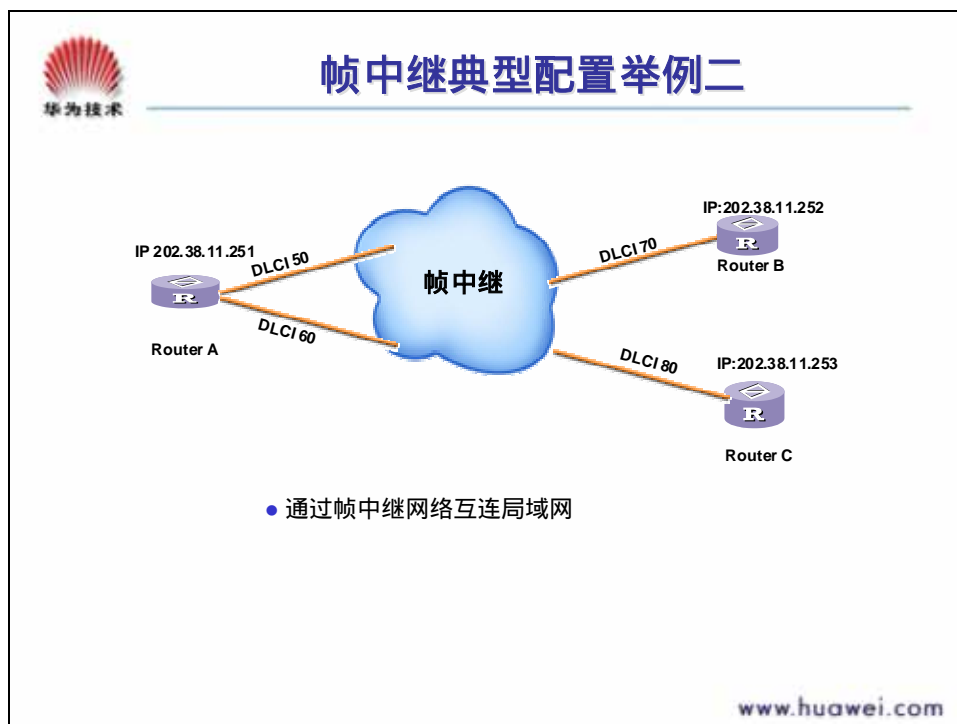 华为技术
帧中继典型配置举例二
IP:202.38.11.252
R
Router B
IP 202.38.11.251
DLCI 50
DLCI 70
帧中继
R
DLCI 60
Router A
DLCI 80
IP:202.38.11.253
R
Router C
通过帧中继网络互连局域网
www.huawei.com